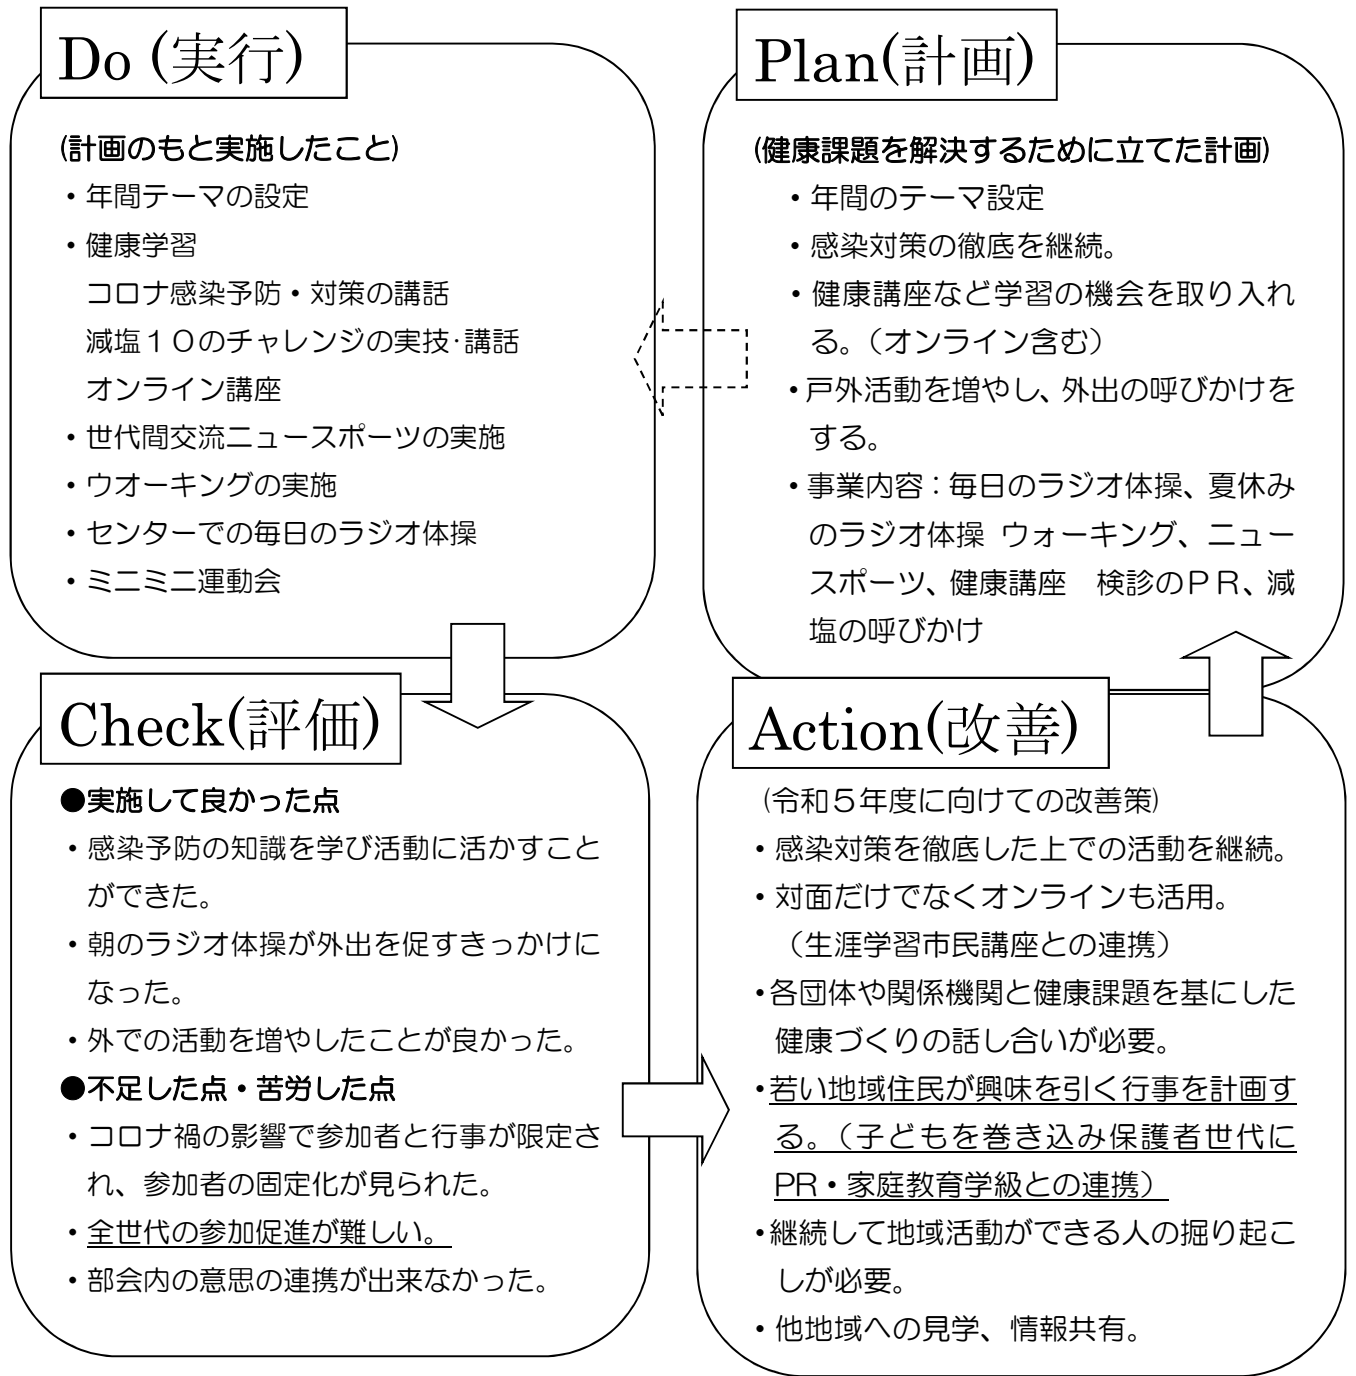 Do (実行)
(計画のもと実施したこと)
・年間テーマの設定
・健康学習
コロナ感染予防・対策の講話
減塩１０のチャレンジの実技･講話
オンライン講座
・世代間交流ニュースポーツの実施
・ウオーキングの実施
・センターでの毎日のラジオ体操
・ミニミニ運動会
Plan(計画)
(健康課題を解決するために立てた計画)
・年間のテーマ設定
・感染対策の徹底を継続。
・健康講座など学習の機会を取り入れ
る。（オンライン含む）
・戸外活動を増やし、外出の呼びかけを
する。
・事業内容：毎日のラジオ体操、夏休み
のラジオ体操 ウォーキング、ニュー
スポーツ、健康講座　検診のＰＲ、減
塩の呼びかけ
Check(評価)
●実施して良かった点
・感染予防の知識を学び活動に活かすこと
ができた。
・朝のラジオ体操が外出を促すきっかけに
なった。
・外での活動を増やしたことが良かった。
●不足した点・苦労した点
・コロナ禍の影響で参加者と行事が限定さ
れ、参加者の固定化が見られた。
・全世代の参加促進が難しい。
・部会内の意思の連携が出来なかった。
Action(改善)
(令和５年度に向けての改善策)
・感染対策を徹底した上での活動を継続。
・対面だけでなくオンラインも活用。
（生涯学習市民講座との連携）
・各団体や関係機関と健康課題を基にした
健康づくりの話し合いが必要。
・若い地域住民が興味を引く行事を計画す
る。（子どもを巻き込み保護者世代に
PR・家庭教育学級との連携）
・継続して地域活動ができる人の掘り起こ
しが必要。
・他地域への見学、情報共有。